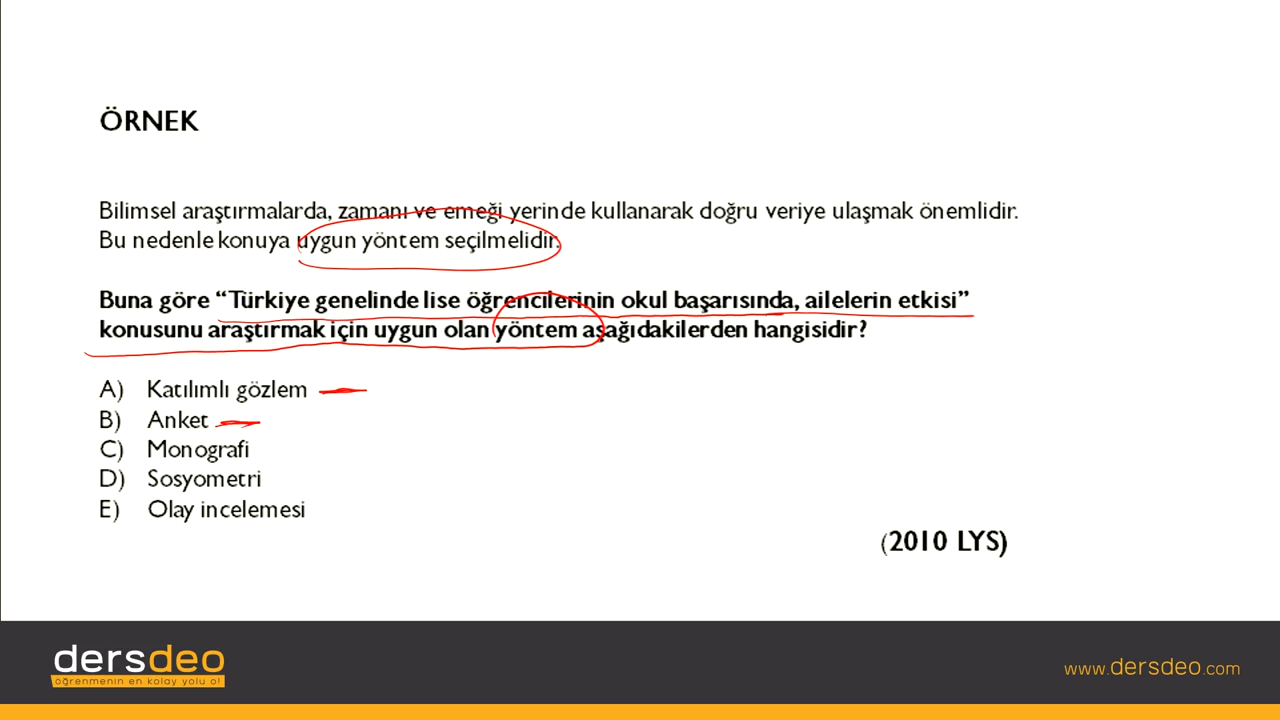 ÖRNEK
Bilimsel araştırmalarda, zamanı ve emeği yerinde kullanarak doğru veriye ulaşmak önemlidir.
Bu nedenle konuya uygun yöntem seçilmelidir.
Buna göre “Türkiye genelinde lise öğrencilerinin okul başarısında, ailelerin etkisi”
konusunu araştırmak için uygun olan yöntem aşağıdakilerden hangisidir?
A) Katılımlı gözlem
B) Anket
C) Monografi
D) Sosyometri
E) Olay incelemesi
(2010 LYS)
dersdeo
öğrenmenin en kolay yolu o!
www.dersdeo.com